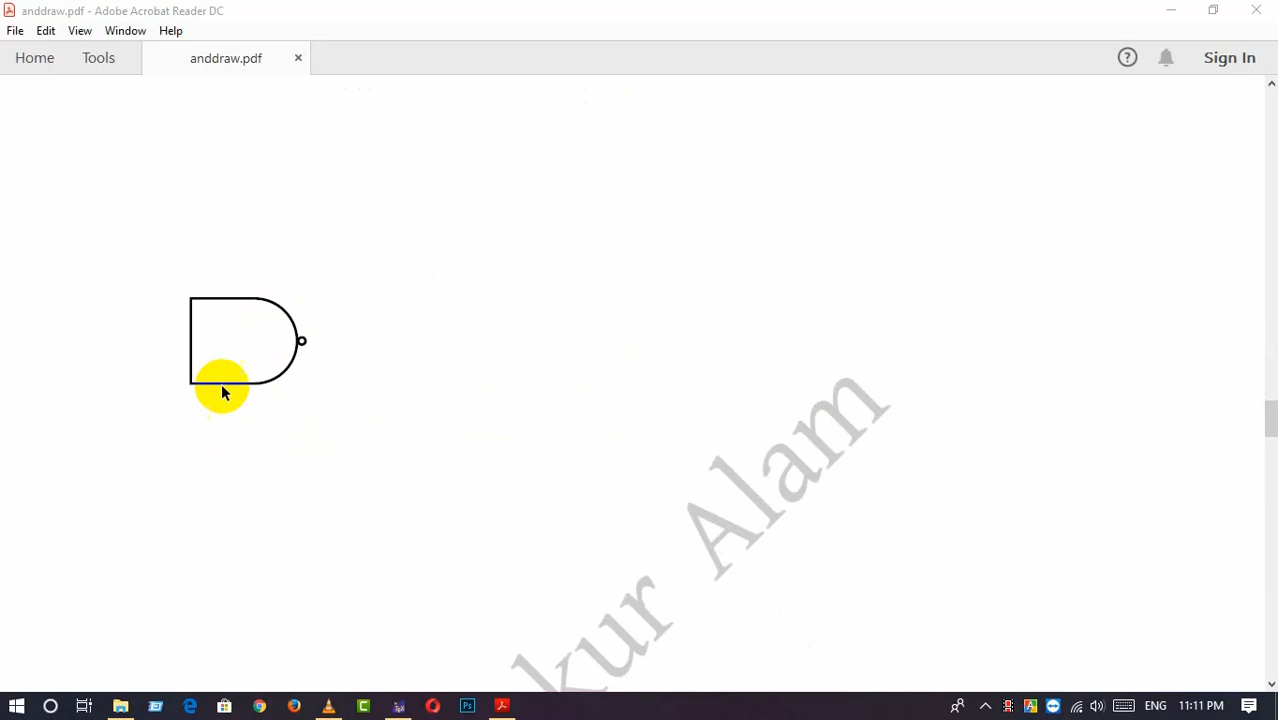 anddraw.pdf - Adobe Acrobat Reader DC
File Edit View Window Help
Home Tools anddraw.pdf × Sign In
kur Alam
ENG 11:11 PM